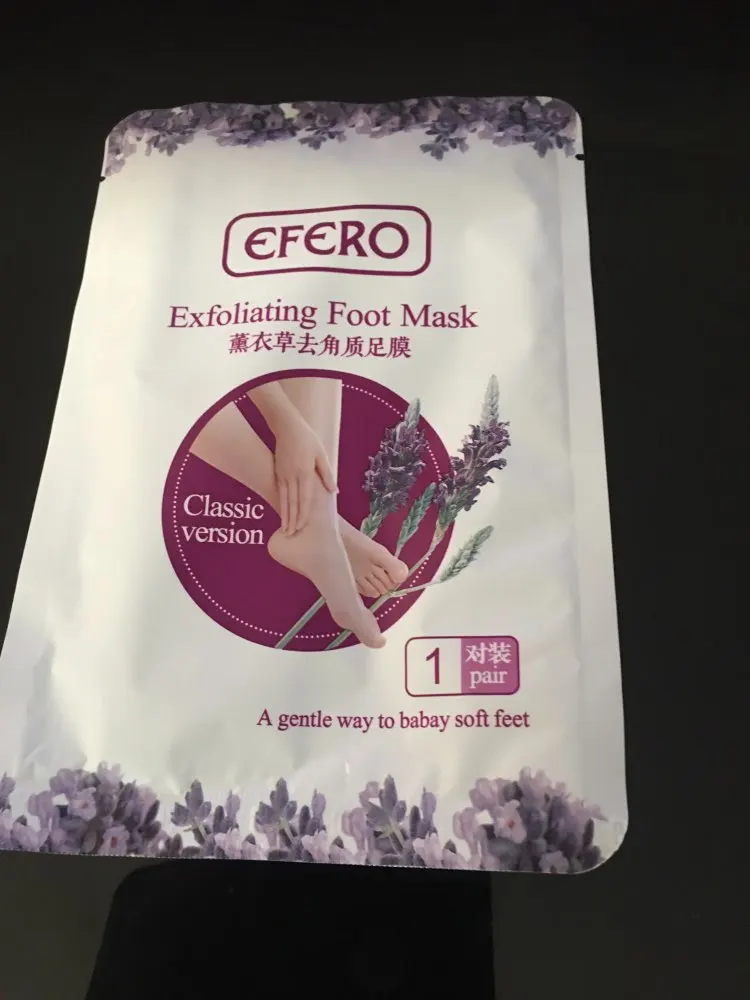 EFERO
Exfoliating Foot Mask
薰衣草去角质足膜
Classic
version
1 对装
pair
A gentle way to babay soft feet